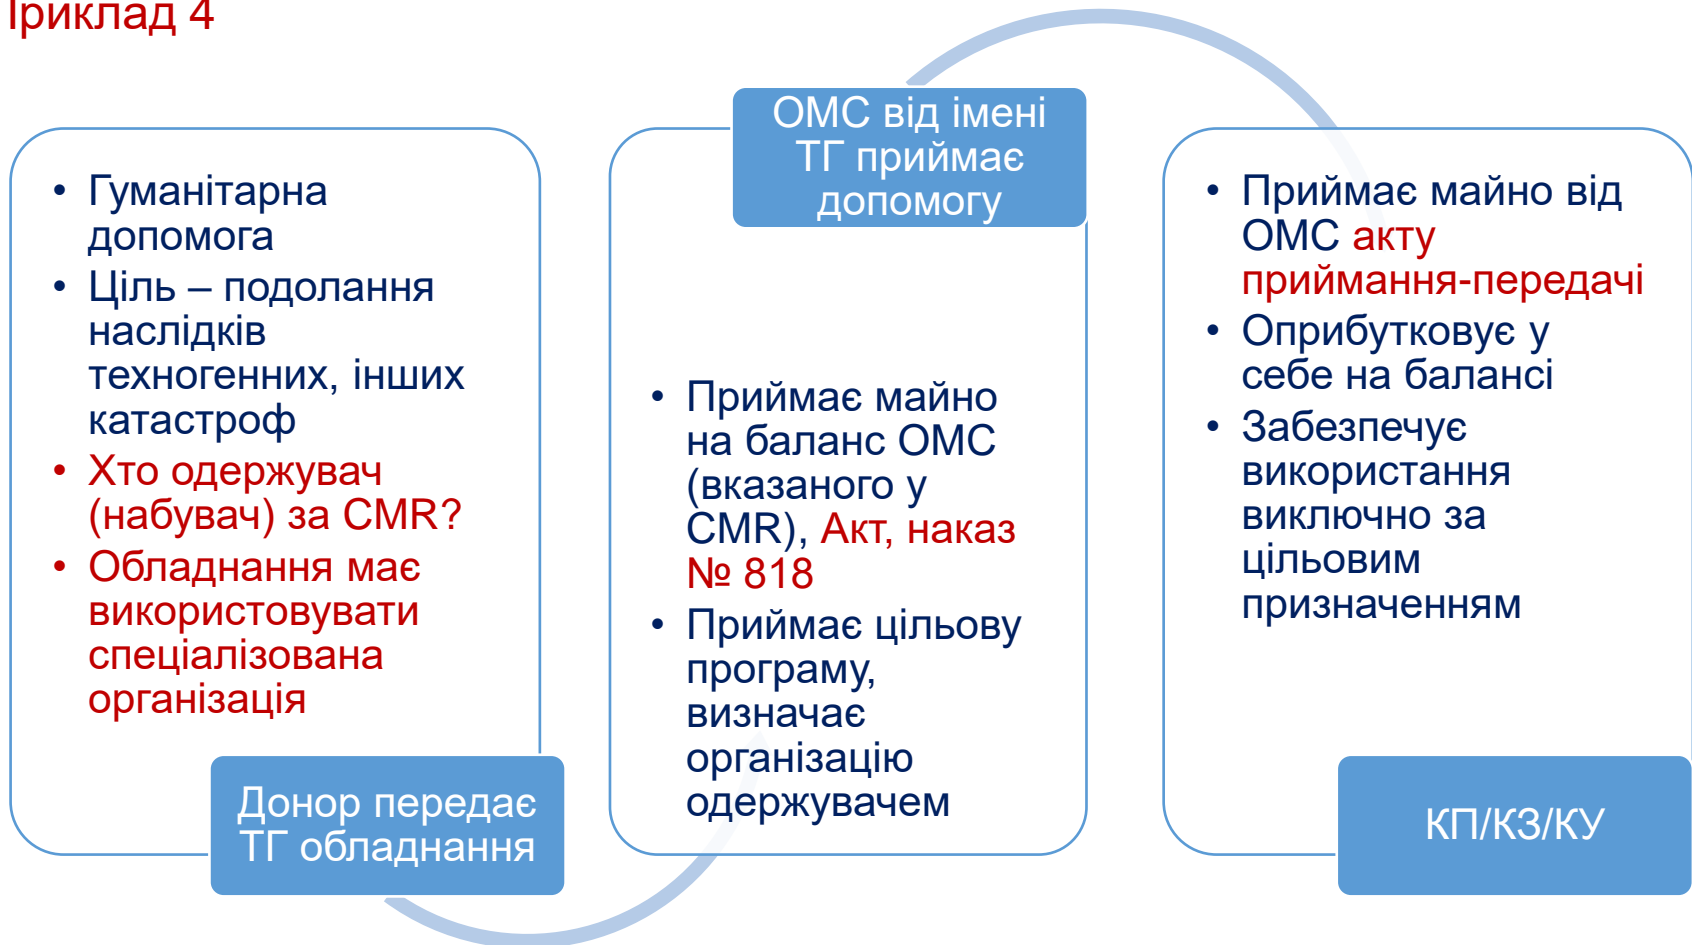 Приклад 4
• Гуманітарна
допомога
• Ціль – подолання
наслідків
техногенних, інших
катастроф
• Хто одержувач
(набувач) за CMR?
• Обладнання має
використовувати
спеціалізована
організація
Донор передає
ТГ обладнання
ОМС від імені
ТГ приймає
допомогу
• Приймає майно
на баланс ОМС
(вказаного у
CMR), Акт, наказ
№ 818
• Приймає цільову
програму,
визначає
організацію
одержувачем
• Приймає майно від
ОМС акту
приймання-передачі
• Оприбутковує у
себе на балансі
• Забезпечує
використання
виключно за
цільовим
призначенням
КП/КЗ/КУ